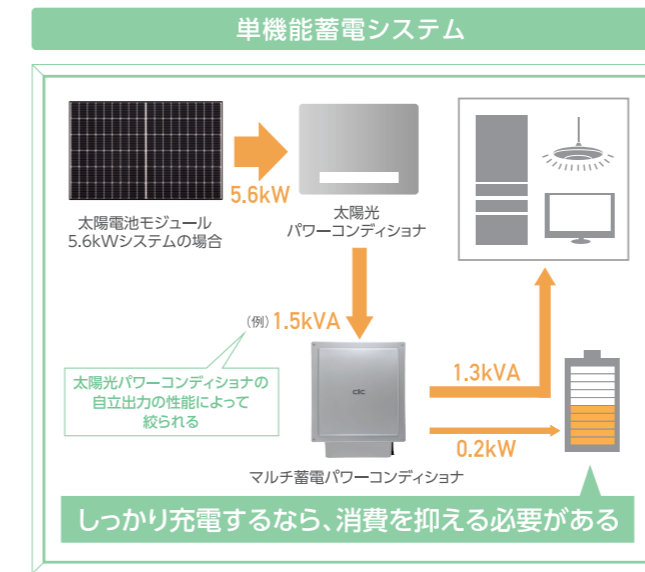 単機能蓄電システム
5.6kW
太陽電池モジュール
5.6kWシステムの場合
太陽光
パワーコンディショナ
(例)1.5kVA
太陽光パワーコンディショナの
自立出力の性能によって
絞られる
1.3kVA
0.2kW
マルチ蓄電パワーコンディショナ
しっかり充電するなら、消費を抑える必要がある